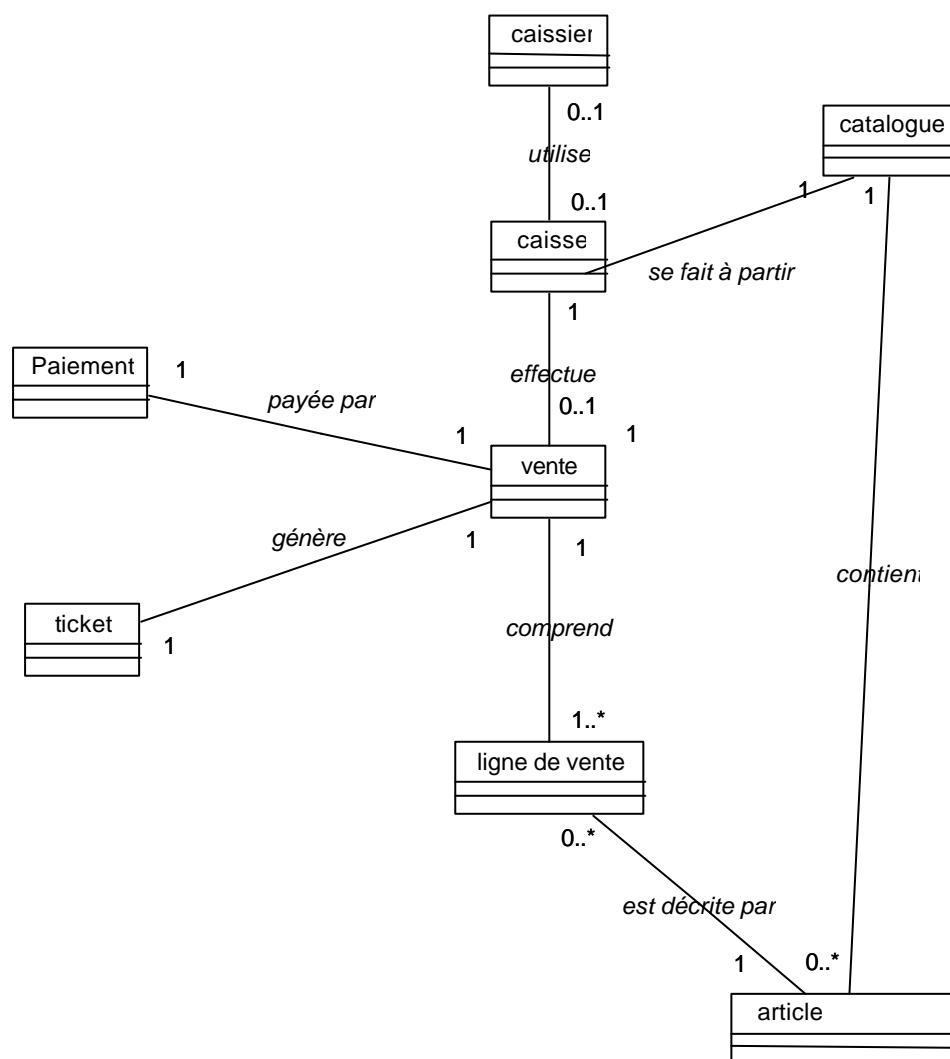 caissier
0..1
catalogue
utilise
1
1
0..1
caisse
se fait à partir
1
Paiement
1
effectue
payée par
0..1
1
1
vente
génère
1
1
contient
ticket
comprend
1
1..*
ligne de vente
0..*
est décrite par
1
0..*
article